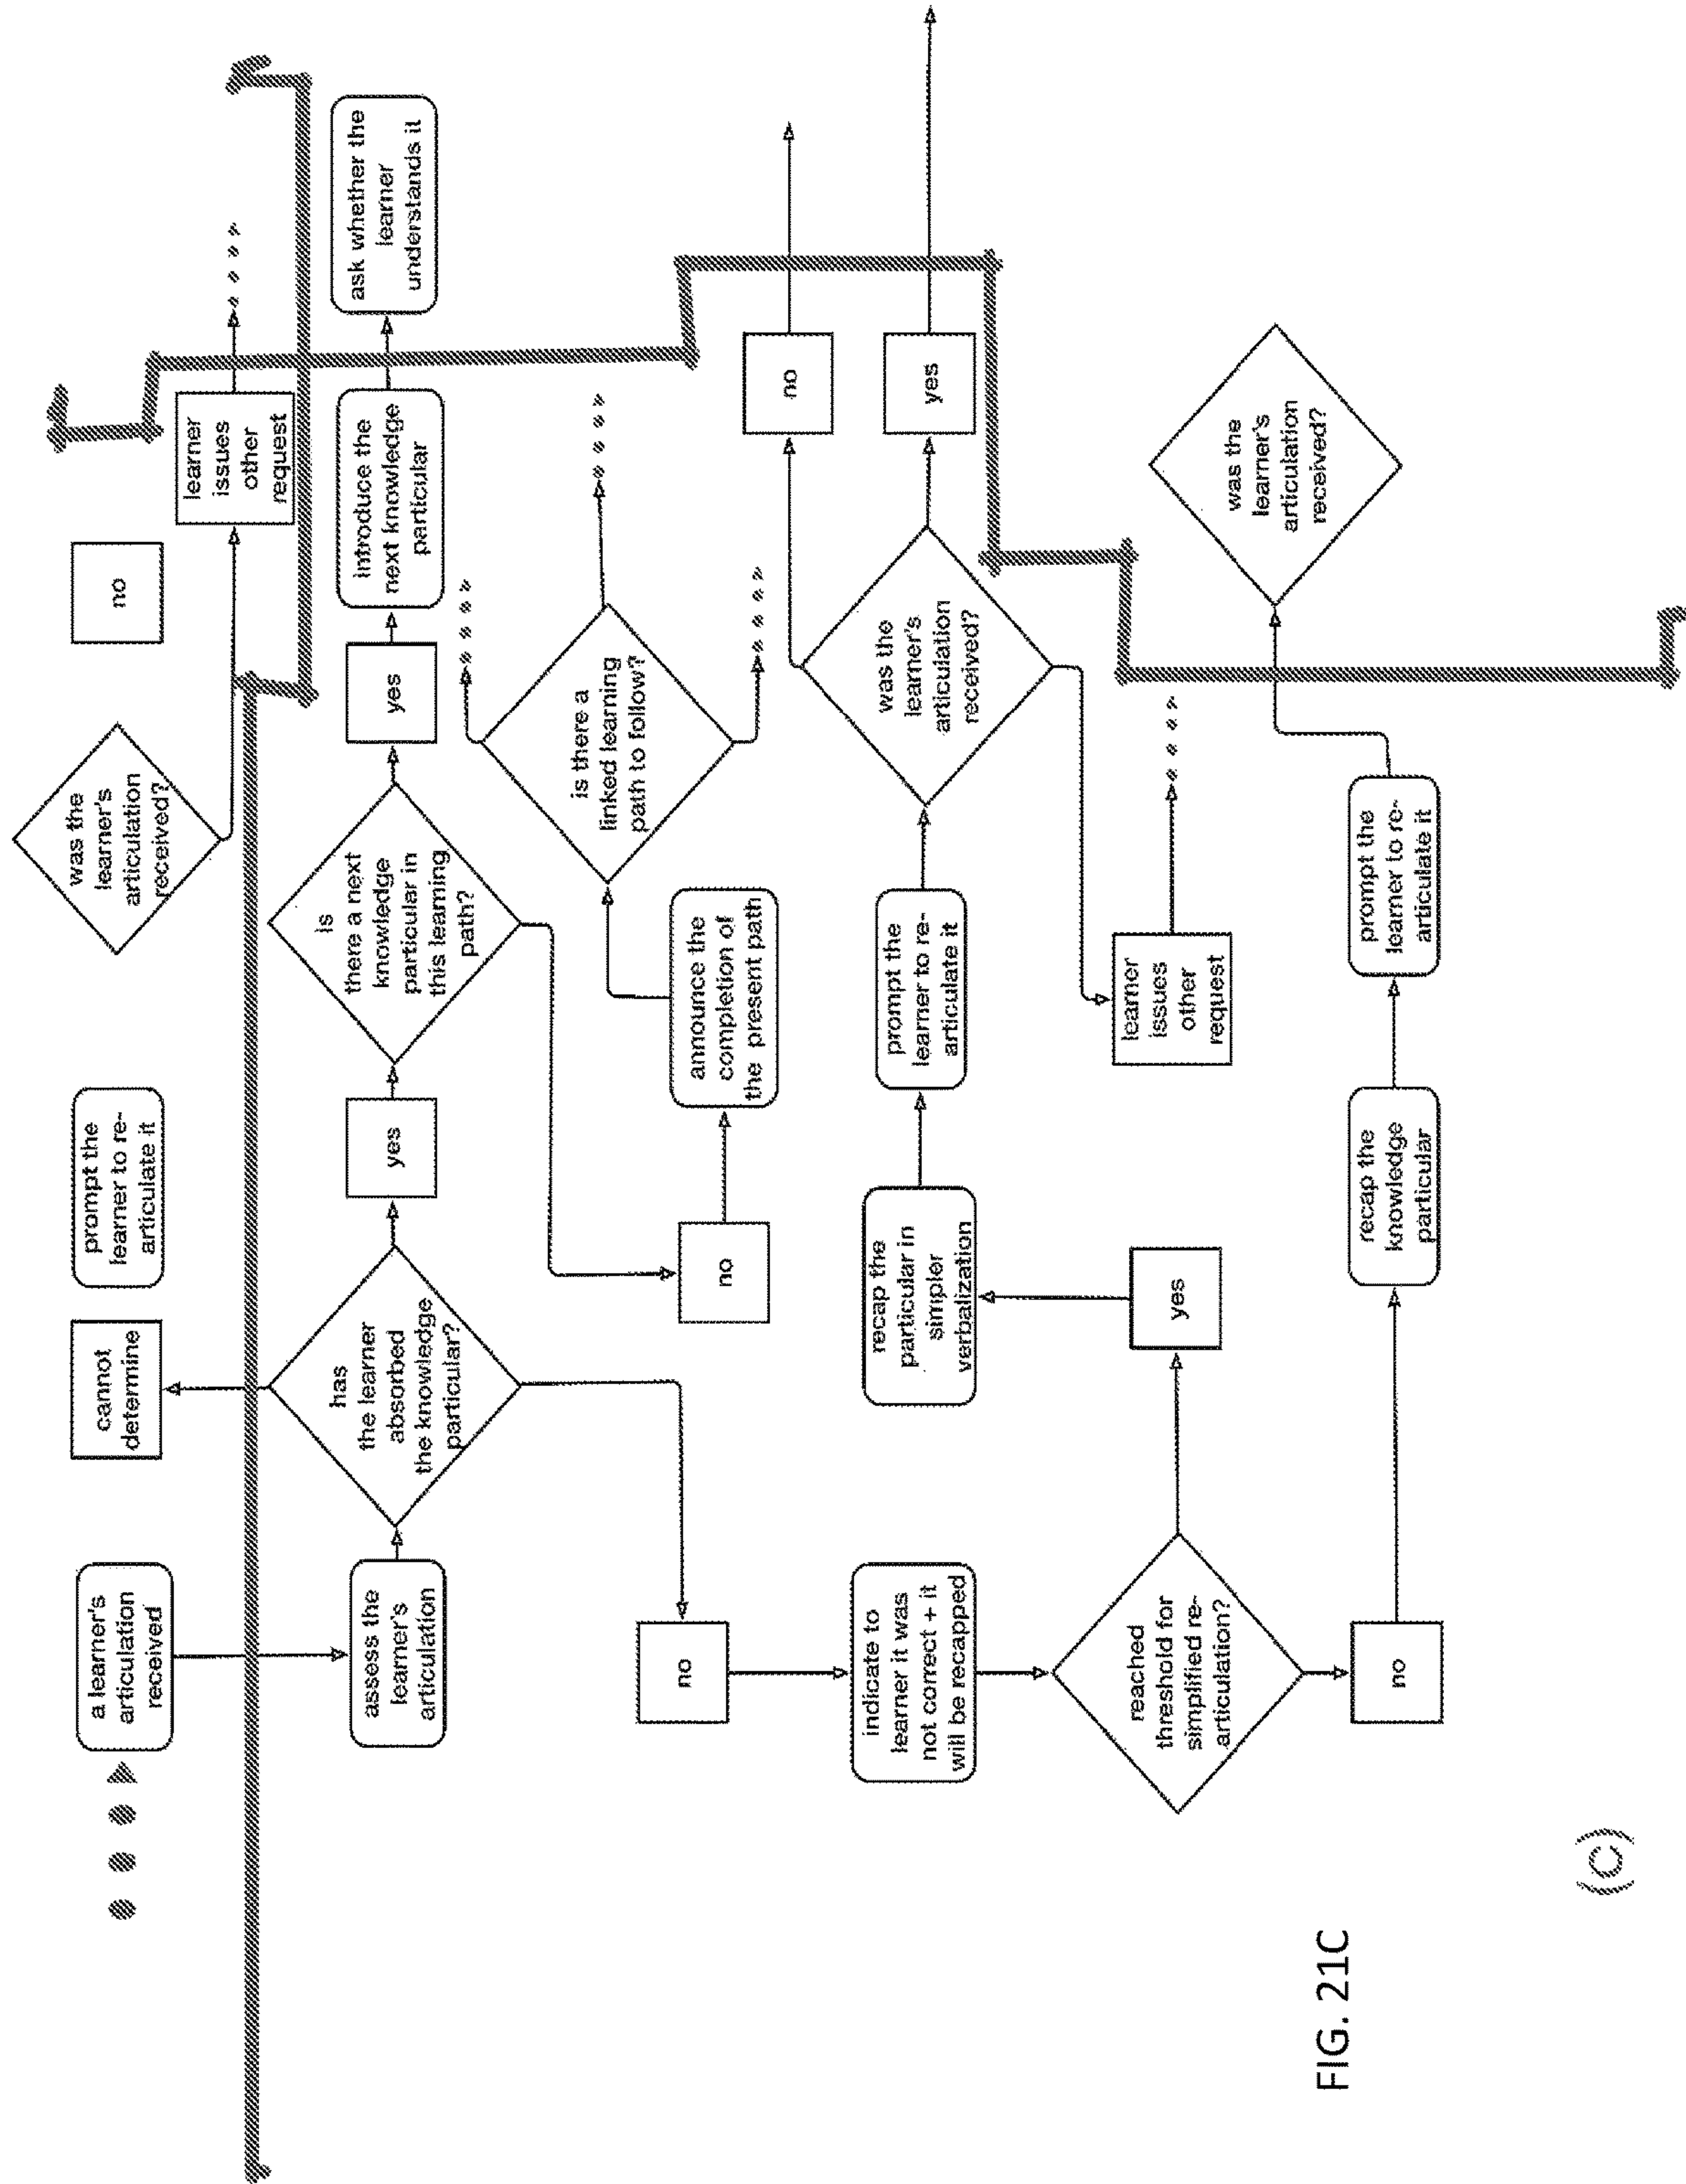 a learner's
articulation
received
cannot
determine
prompt the
learner to re-
articulate it
was the
learner's
articulation
received?
no
learner
issues
other
request
assess the
learner's
articulation
has
the learner
absorbed
the knowledge
particular?
yes
is
there a next
knowledge
particular in
this learning
path?
yes
introduce the
next knowledge
particular
ask whether the
learner
understands it
no
no
announce the
completion of
the present path
is there a
linked learning
path to follow?
indicate to
learner it was
not correct + it
will be recapped
recap the
particular in
simpler
verbalization
prompt the
learner to re-
articulate it
was the
learner's
articulation
received?
no
yes
reached
threshold for
simplified re-
articulation?
yes
learner
issues
other
request
no
recap the
knowledge
particular
prompt the
learner to re-
articulate it
was the
learner's
articulation
received?
FIG. 21C
(c)